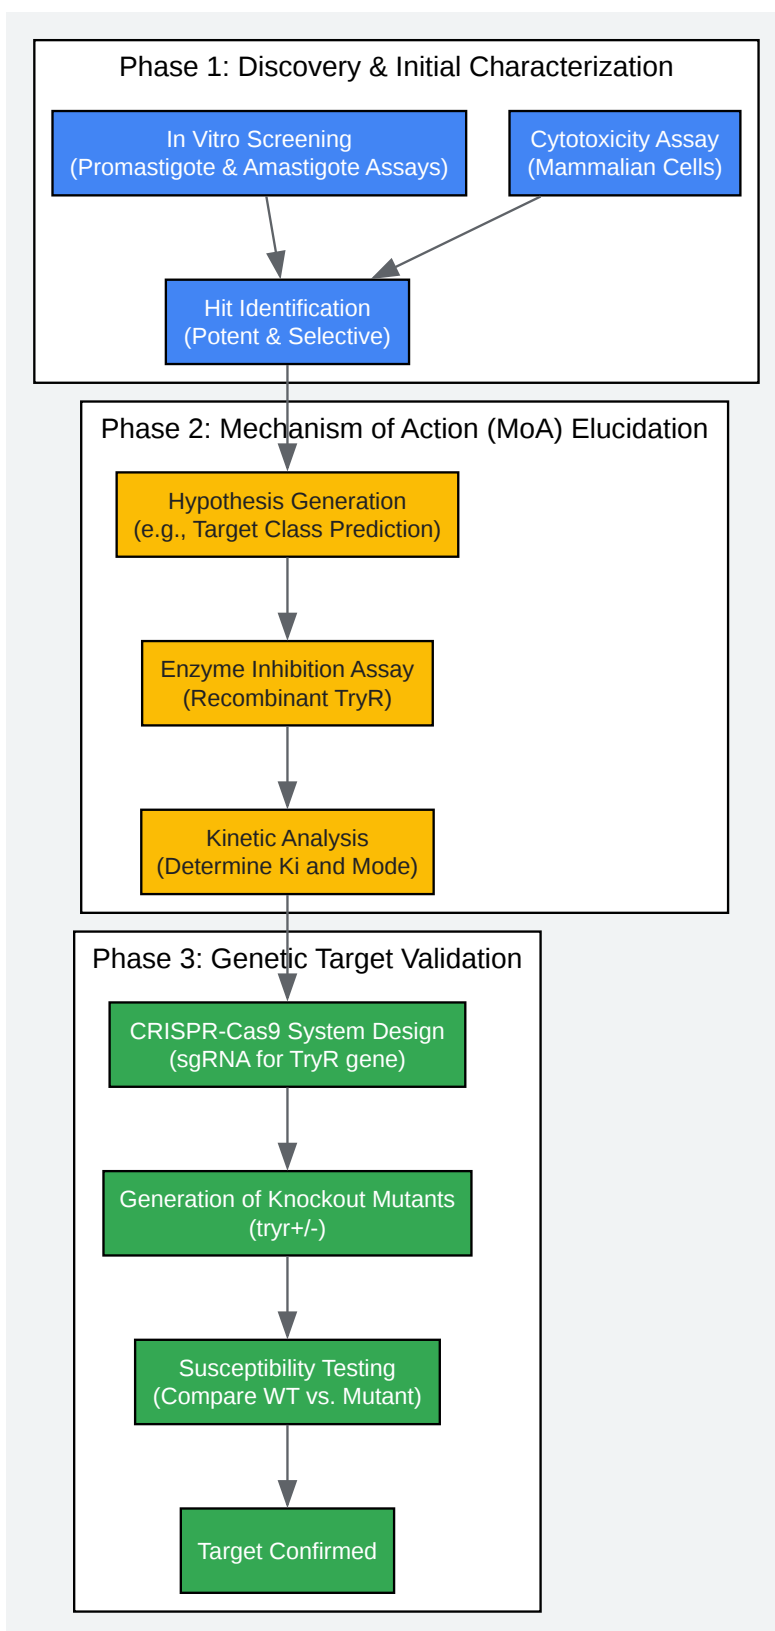 Phase 1: Discovery & Initial Characterization
In Vitro Screening
(Promastigote & Amastigote Assays)
Cytotoxicity Assay
(Mammalian Cells)
Hit Identification
(Potent & Selective)
Phase 2: Mechanism of Action (MoA) Elucidation
Hypothesis Generation
(e.g., Target Class Prediction)
Enzyme Inhibition Assay
(Recombinant TryR)
Kinetic Analysis
(Determine Ki and Mode)
Phase 3: Genetic Target Validation
CRISPR-Cas9 System Design
(sgRNA for TryR gene)
Generation of Knockout Mutants
(tryr+/-)
Susceptibility Testing
(Compare WT vs. Mutant)
Target Confirmed